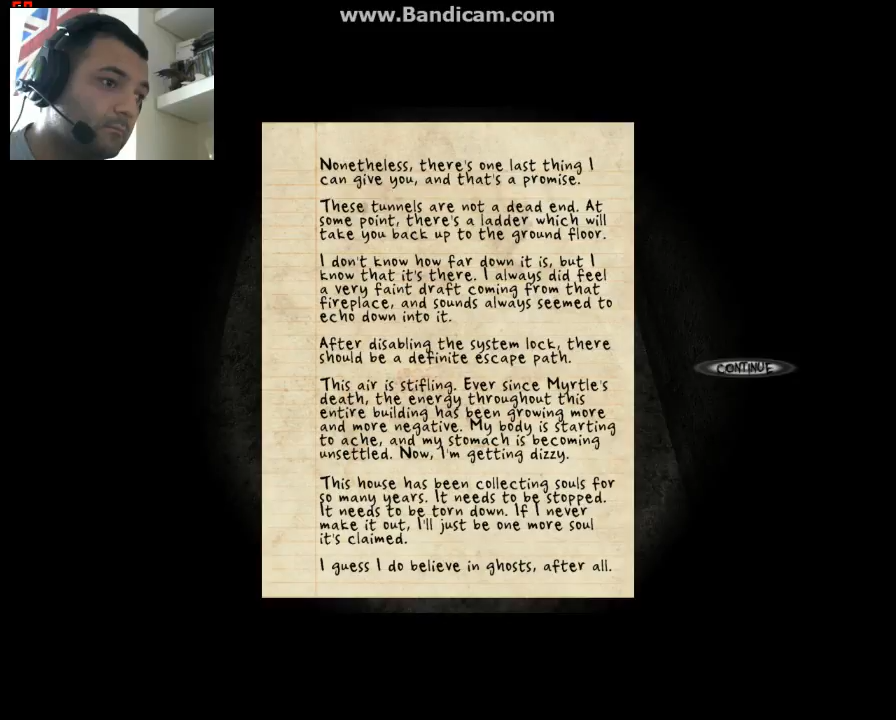 www.Bandicam.com
Nonetheless, there's one last thing I
can give you, and that's a promise.
These tunnels are not a dead end. At
some point, there's a ladder which will
take you back up to the ground floor.
I don't know how far down it is, but I
know that it's there. I always did feel
a very faint draft coming from that
fireplace, and sounds always seemed to
echo down into it.
After disabling the system lock, there
should be a definite escape path.
This air is stifling. Ever since Myrtle's
death, the energy throughout this
entire building has been growing more
and more negative. My body is starting
to ache, and my stomach is becoming
unsettled. Now, I'm getting dizzy.
This house has been collecting souls for
so many years. It needs to be stopped.
It needs to be torn down. If I never
make it out, I'll just be one more soul
it's claimed.
I guess I do believe in ghosts, after all.
CONTINUE